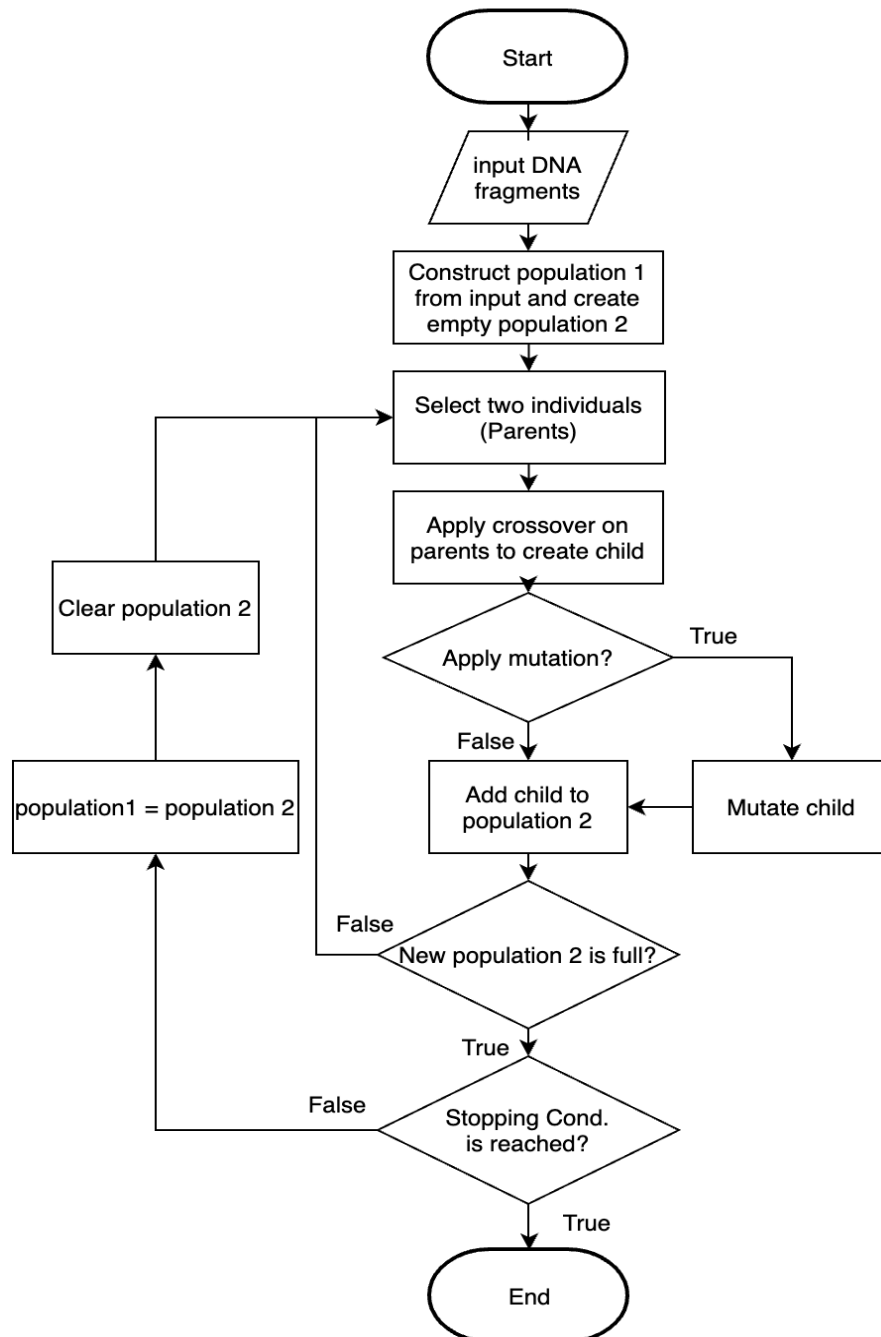 Start
input DNA
fragments
Construct population 1
from input and create
empty population 2
Select two individuals
(Parents)
Apply crossover on
parents to create child
Clear population 2
Apply mutation?
True
False
population1 = population 2
Add child to
population 2
Mutate child
False
New population 2 is full?
True
False
Stopping Cond.
is reached?
True
End